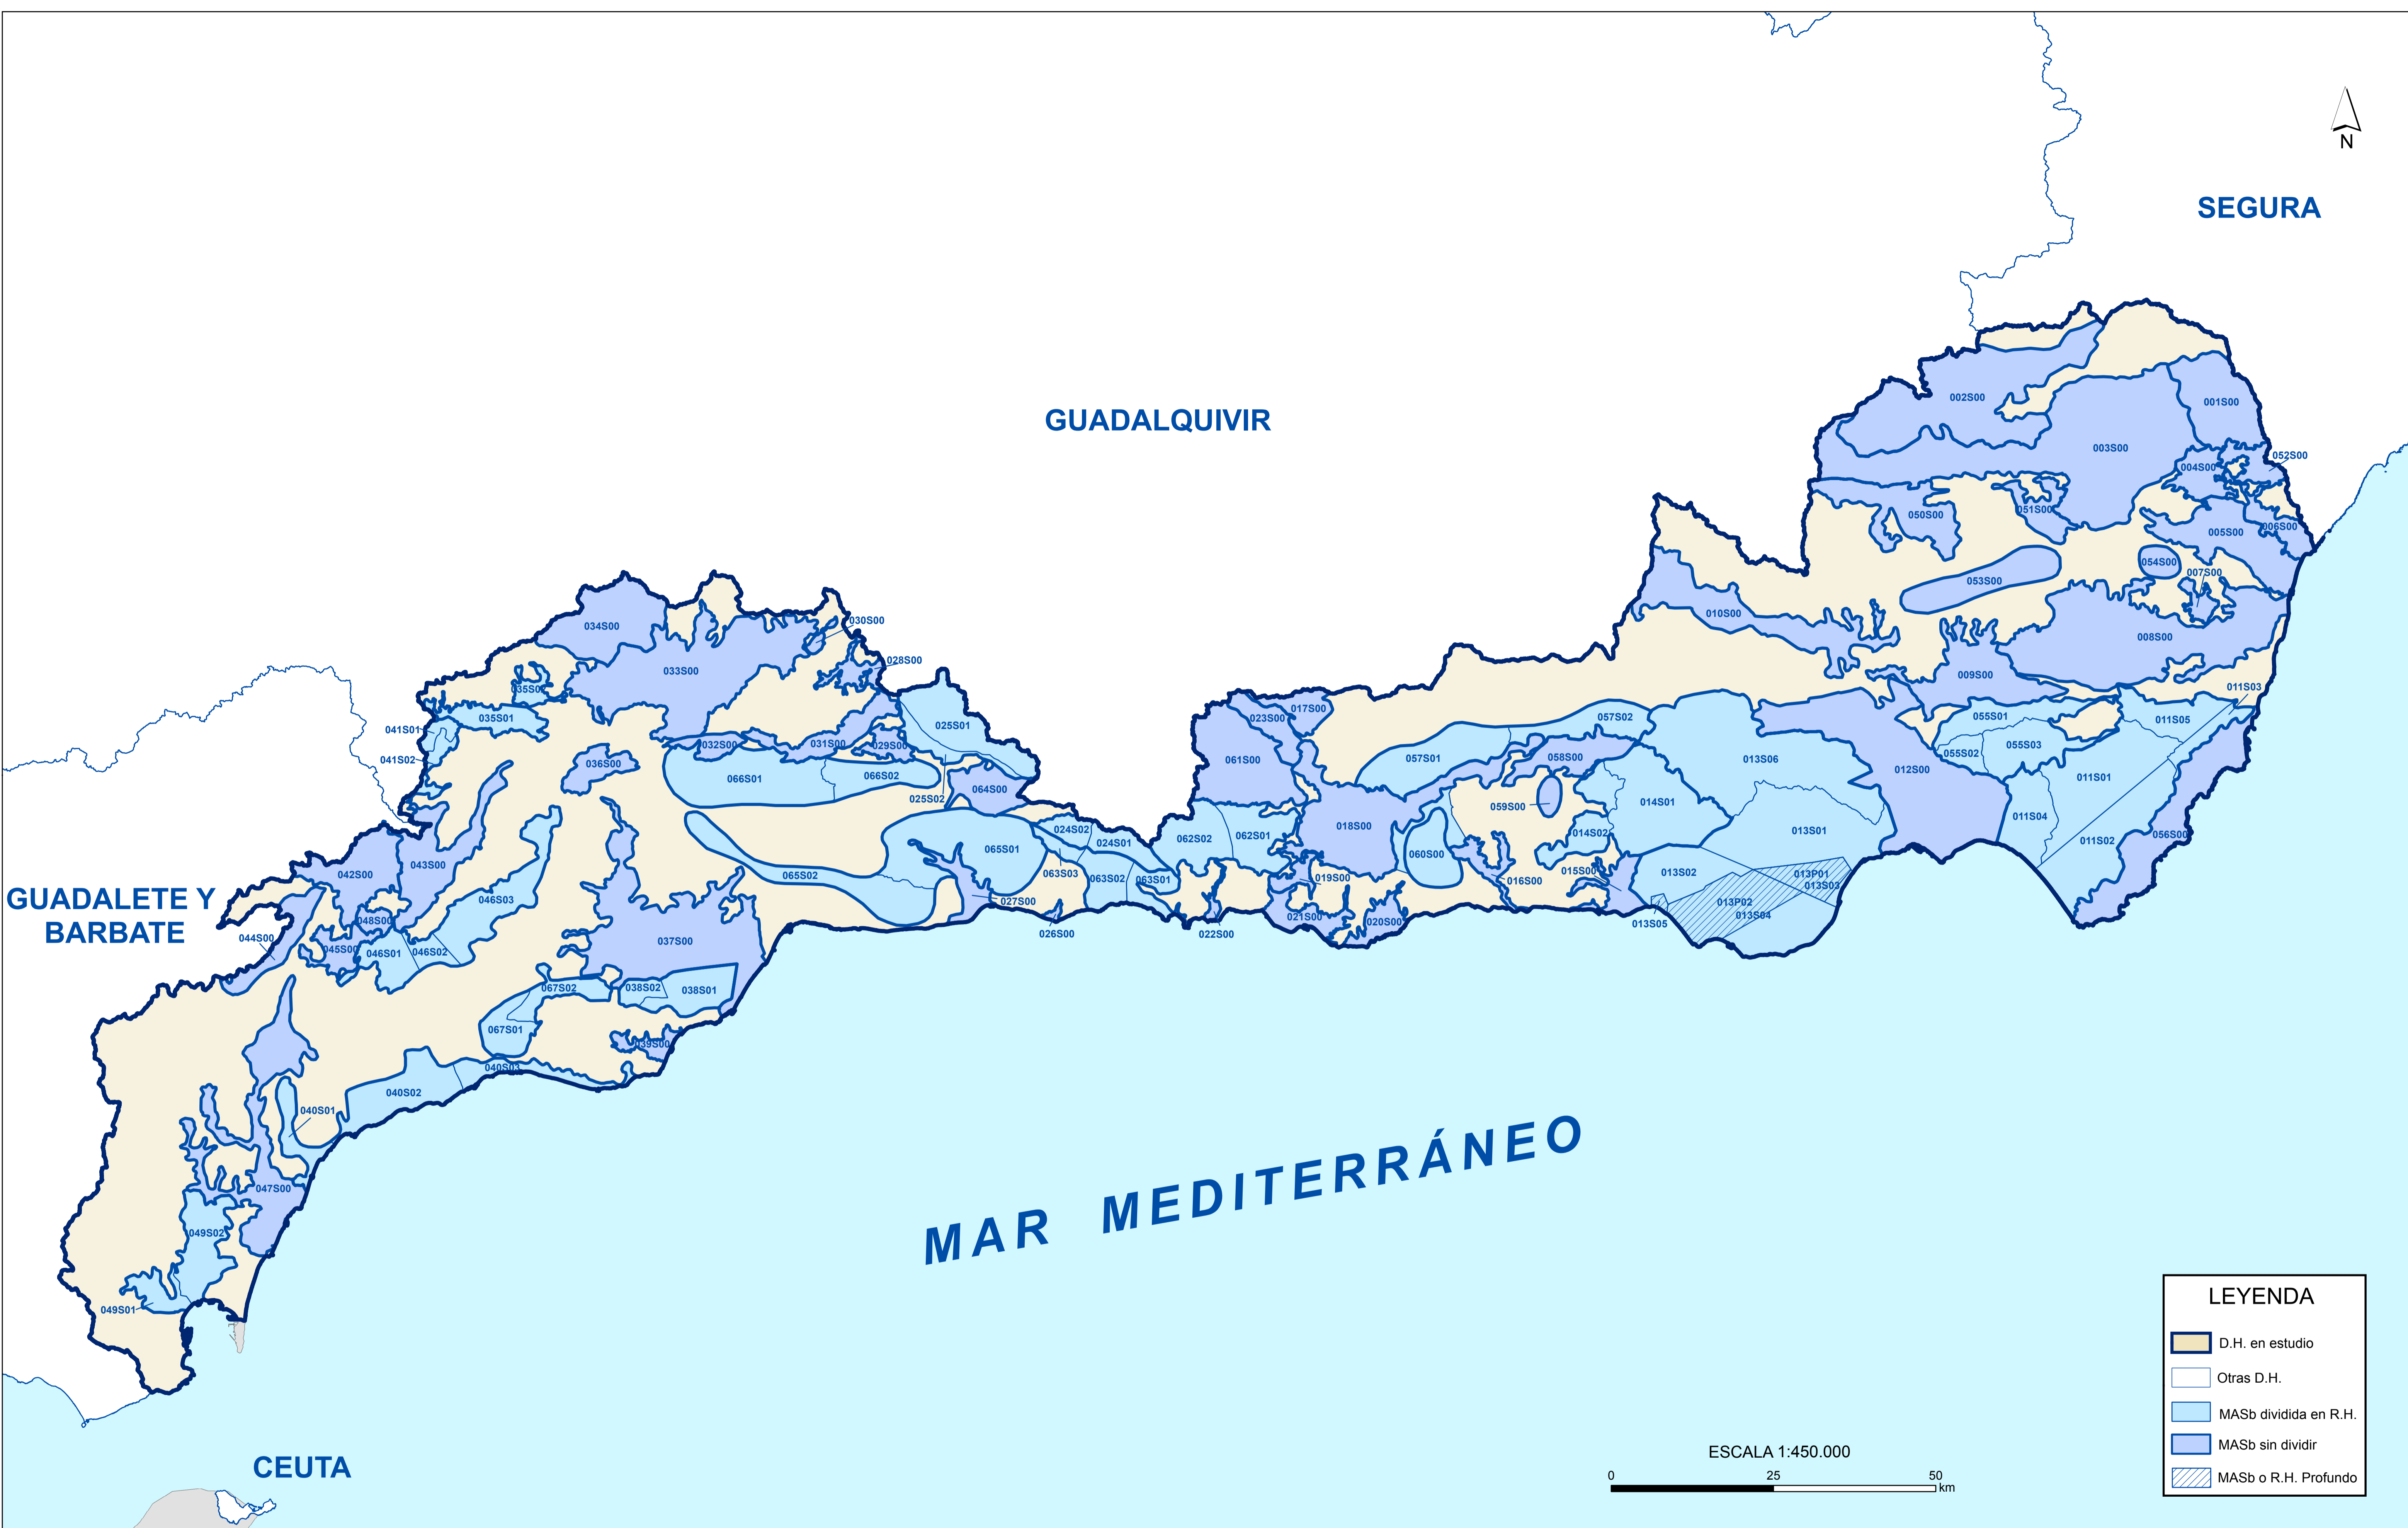 N
SEGURA
GUADALQUIVIR
002S00
001S00
003S00
052S00
004S00
050S00
051S00
006S00
005S00
054S00
007S00
053S00
010S00
008S00
030S00
034S00
028S00
033S00
009S00
035S02
011S03
017S00
023S00
057S02
055S01
011S05
035S01
025S01
041S01
032S00
031S00
029S00
055S03
055S02
041S02
036S00
061S00
057S01
058S00
013S06
012S00
066S01
066S02
011S01
064S00
025S02
014S01
059S00
011S04
018S00
024S02
062S01
014S02
013S01
056S00
062S02
024S01
011S02
065S01
060S00
043S00
042S00
065S02
063S03
063S02
063S01
019S00
016S00
015S00
013S02
013P01
013S03
GUADALETE Y
BARBATE
046S03
027S00
013P02
048S00
021S00
013S04
020S00
013S05
026S00
022S00
044S00
037S00
045S00
046S01
046S02
067S02
038S02
038S01
067S01
039S00
040S03
040S02
040S01
MAR MEDITERRÁNEO
047S00
049S02
049S01
CEUTA
LEYENDA
D.H. en estudio
Otras D.H.
MASb dividida en R.H.
MASb sin dividir
MASb o R.H. Profundo
ESCALA 1:450.000
0 25 50
km